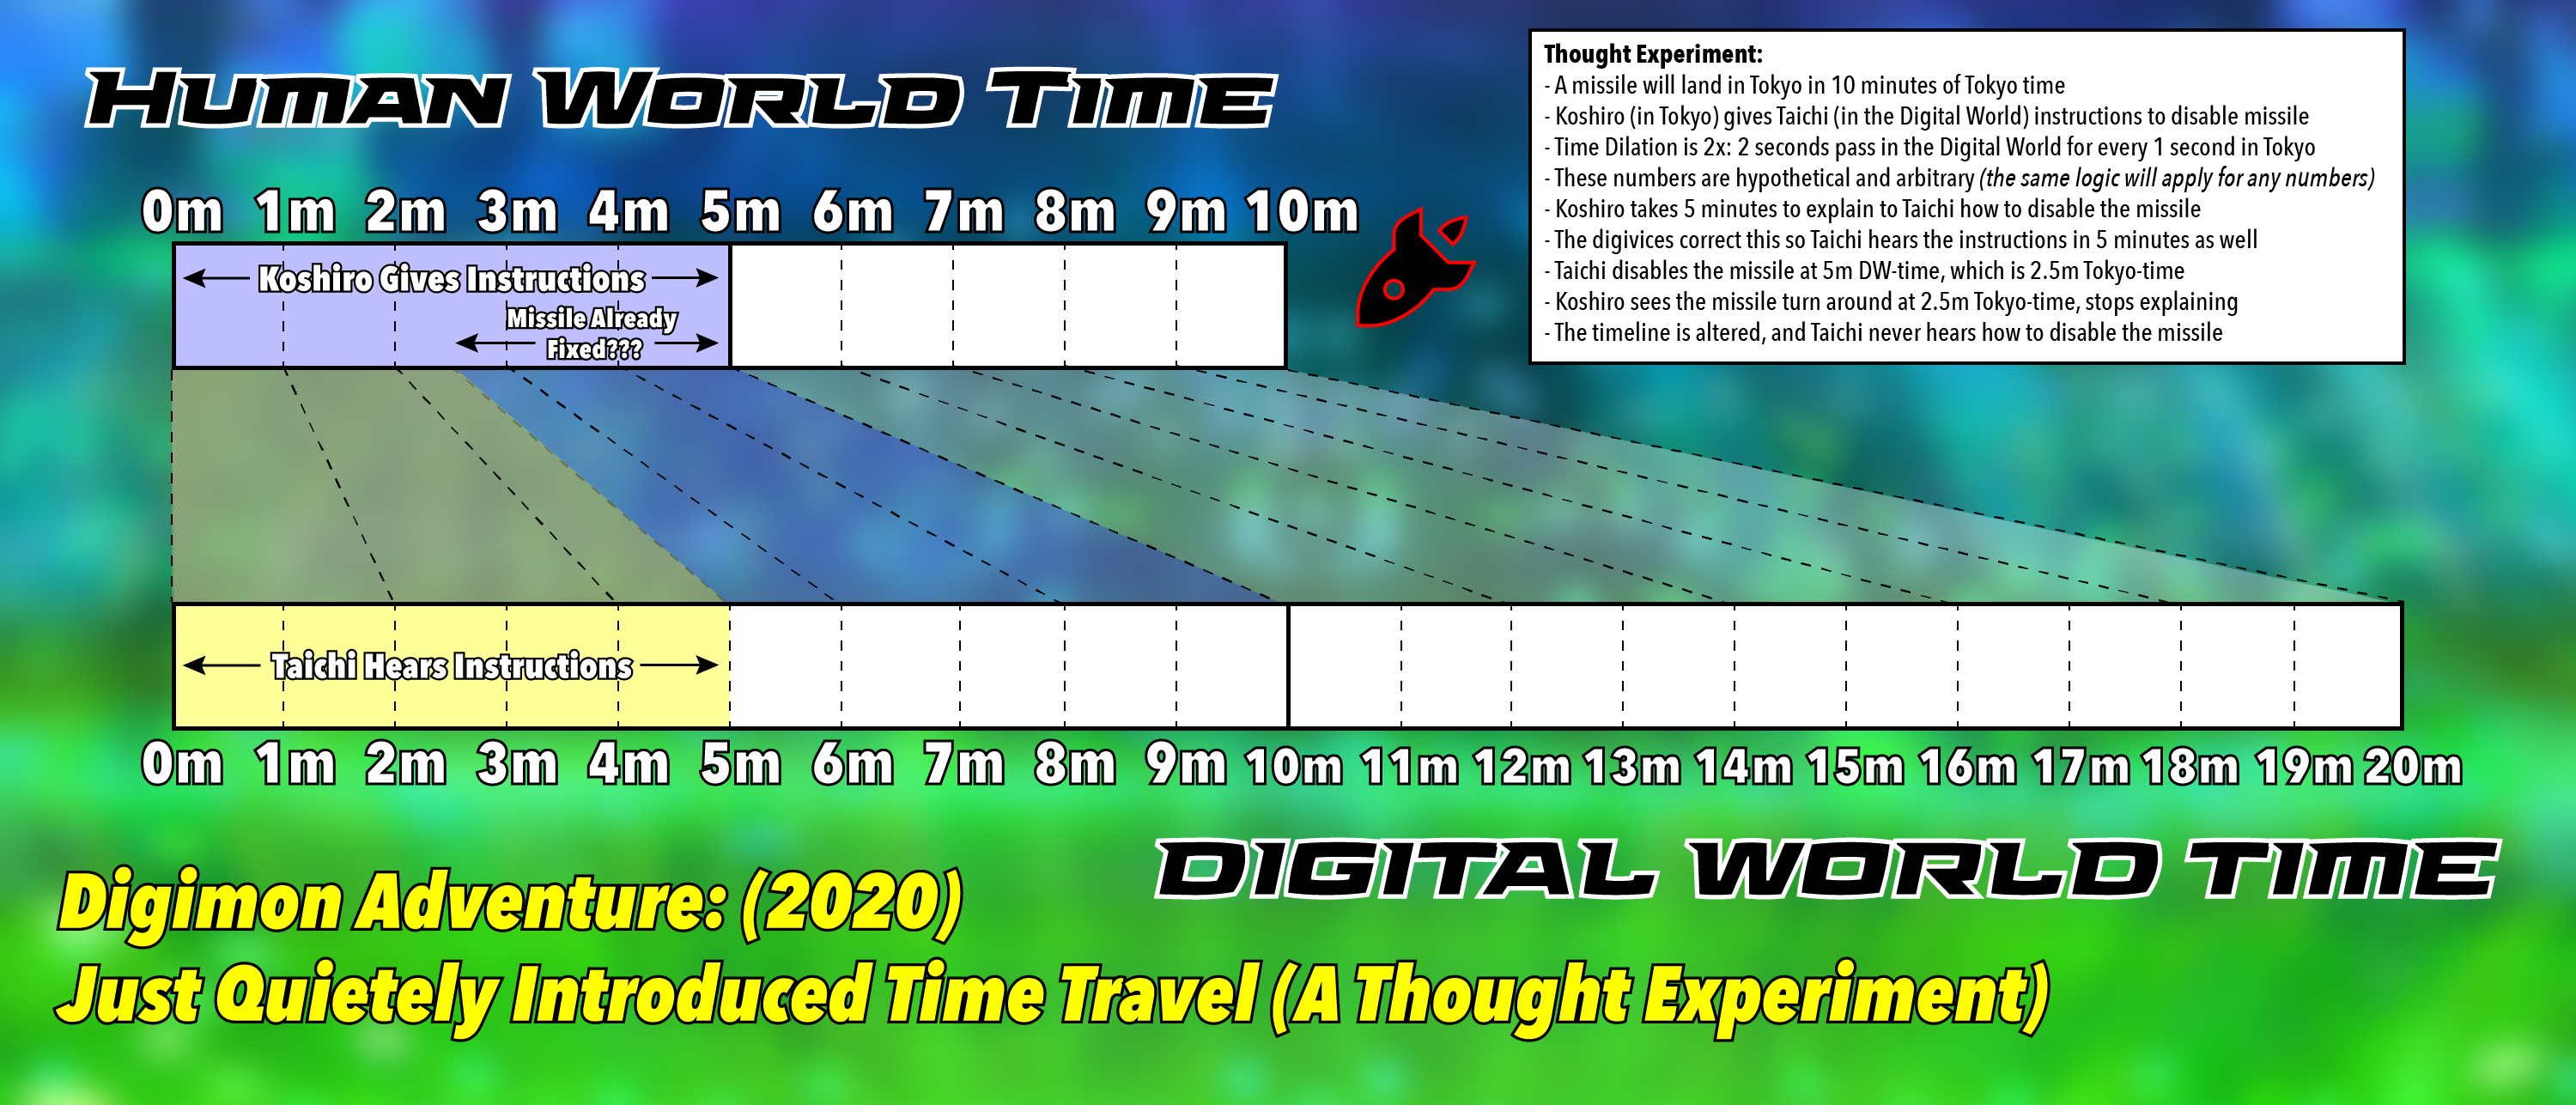 Thought Experiment:
- A missile will land in Tokyo in 10 minutes of Tokyo time
- Koshiro (in Tokyo) gives Taichi (in the Digital World) instructions to disable missile
- Time Dilation is 2x: 2 seconds pass in the Digital World for every 1 second in Tokyo
- These numbers are hypothetical and arbitrary (the same logic will apply for any numbers)
- Koshiro takes 5 minutes to explain to Taichi how to disable the missile
- The digivices correct this so Taichi hears the instructions in 5 minutes as well
- Taichi disables the missile at 5m DW-time, which is 2.5m Tokyo-time
- Koshiro sees the missile turn around at 2.5m Tokyo-time, stops explaining
- The timeline is altered, and Taichi never hears how to disable the missile
Human World Time
0m 1m 2m 3m 4m 5m 6m 7m 8m 9m 10m
Koshiro Gives Instructions
Missile Already
Fixed???
Taichi Hears Instructions
0m 1m 2m 3m 4m 5m 6m 7m 8m 9m 10m 11m 12m 13m 14m 15m 16m 17m 18m 19m 20m
DIGITAL WORLD TIME
Digimon Adventure: (2020)
Just Quietely Introduced Time Travel (A Thought Experiment)